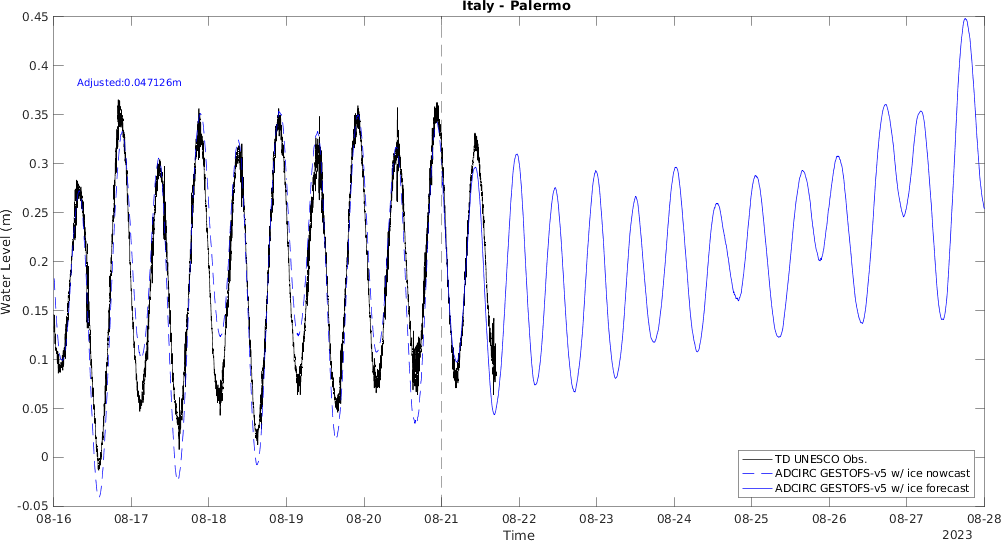 Italy - Palermo
Adjusted:0.047126m
Water Level (m)
0.45
0.4
0.35
0.3
0.25
0.2
0.15
0.1
0.05
0
-0.05
TD UNESCO Obs.
ADCIRC GESTOFS-v5 w/ ice nowcast
ADCIRC GESTOFS-v5 w/ ice forecast
08-16 08-17 08-18 08-19 08-20 08-21 08-22 08-23 08-24 08-25 08-26 08-27 08-28
Time
2023